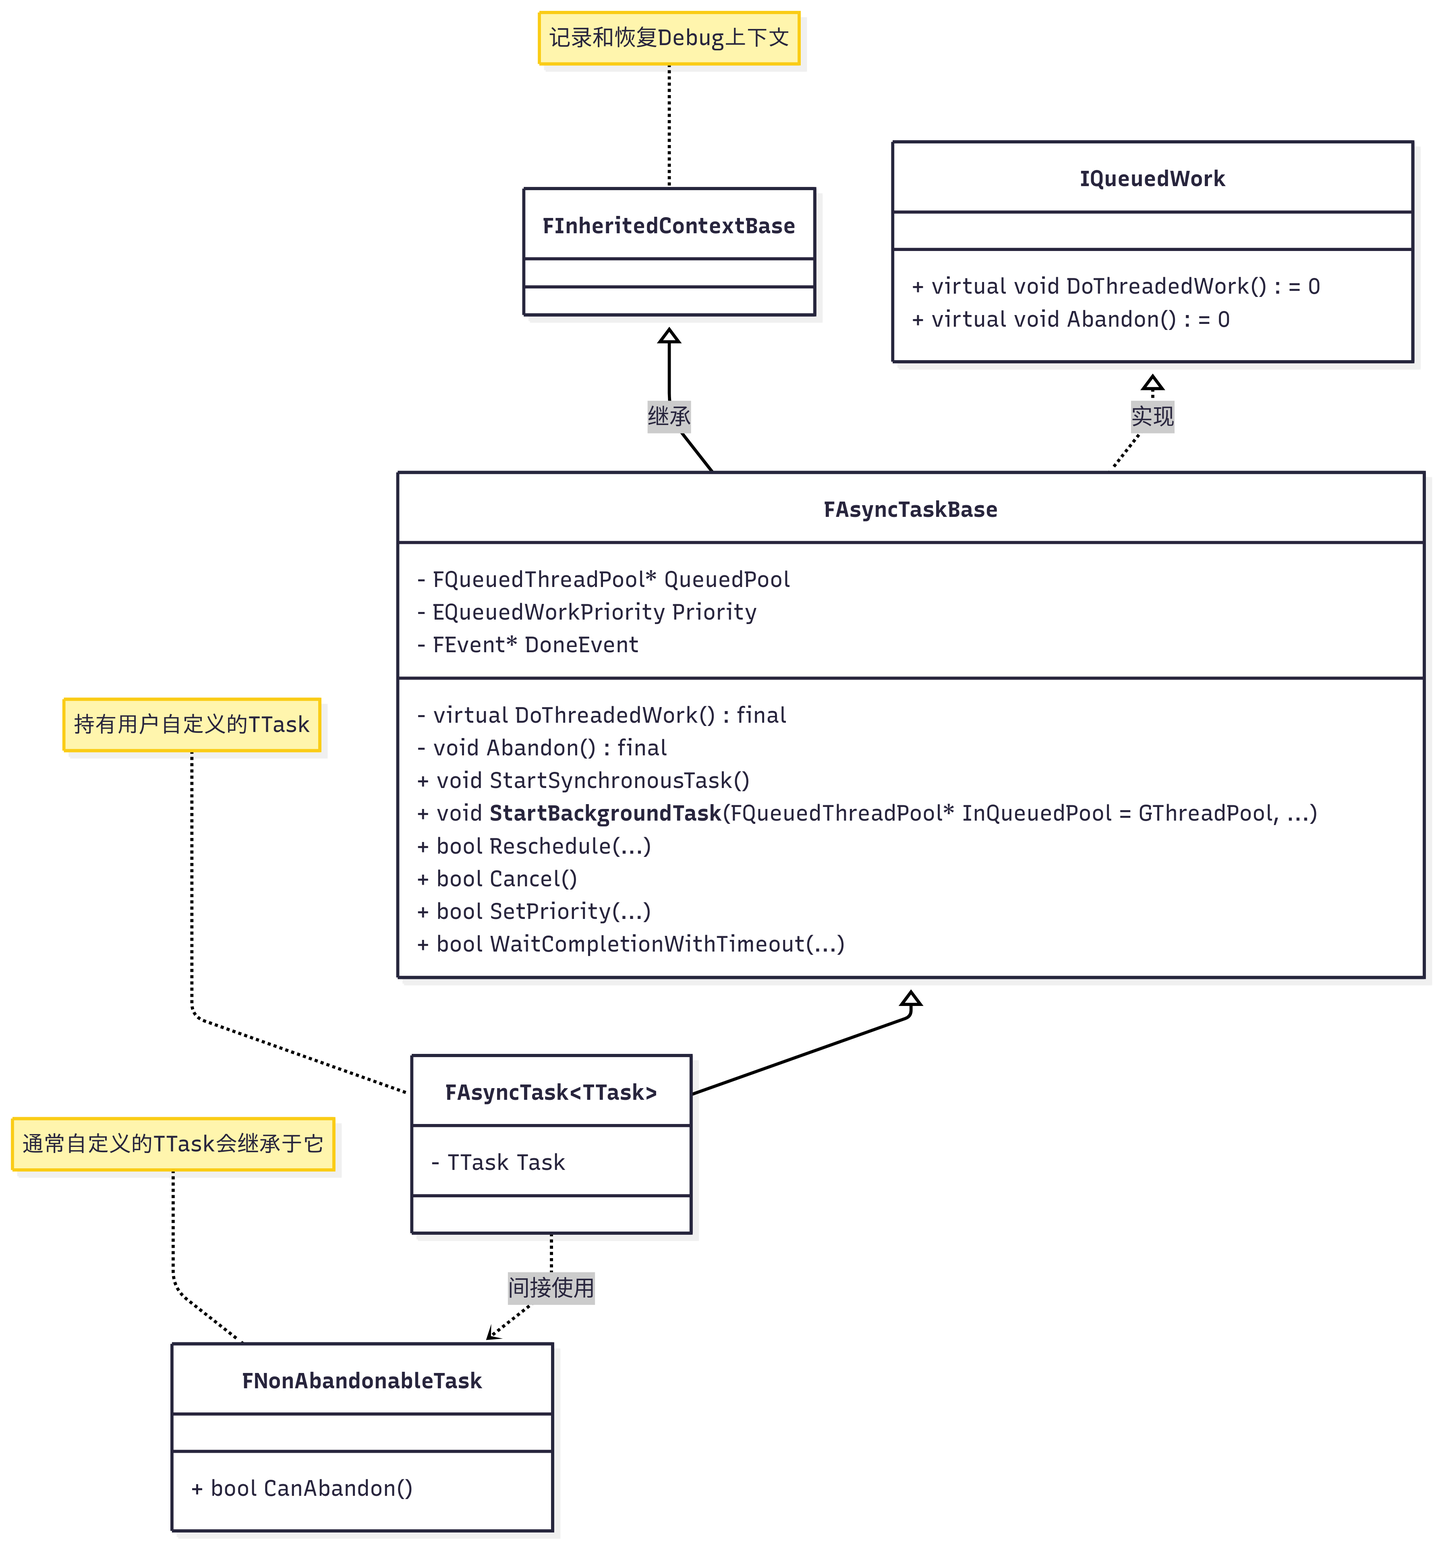 记录和恢复Debug上下文
FInheritedContextBase
IQueuedWork
+ virtual void DoThreadedWork() : = 0
+ virtual void Abandon() : = 0
继承
实现
FAsyncTaskBase
- FQueuedThreadPool* QueuedPool
- EQueuedWorkPriority Priority
- FEvent* DoneEvent
- virtual DoThreadedWork() : final
- void Abandon() : final
+ void StartSynchronousTask()
+ void StartBackgroundTask(FQueuedThreadPool* InQueuedPool = GThreadPool, ...)
+ bool Reschedule(...)
+ bool Cancel()
+ bool SetPriority(...)
+ bool WaitCompletionWithTimeout(...)
持有用户自定义的TTask
FAsyncTask<TTask>
- TTask Task
通常自定义的TTask会继承于它
间接使用
FNonAbandonableTask
+ bool CanAbandon()